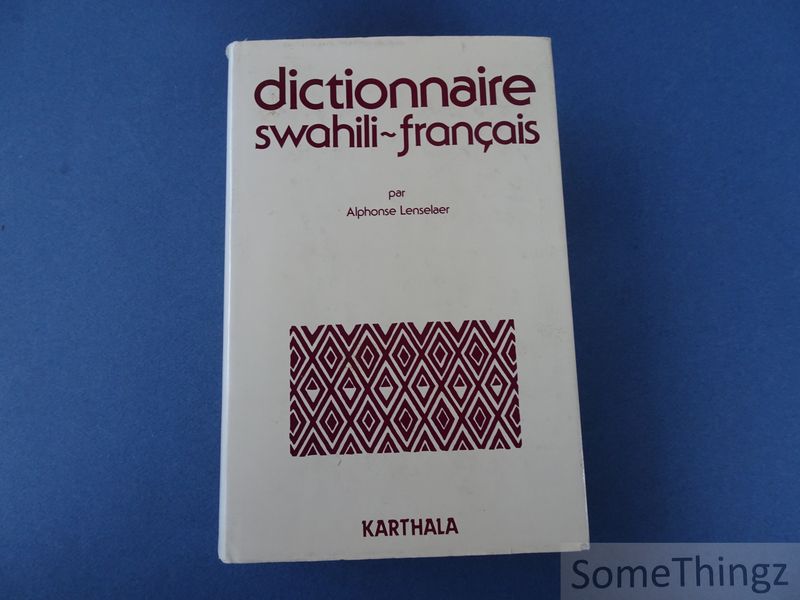 dictionnaire
swahili~français
par
Alphonse Lenselaer
KARTHALA
SomeThingz